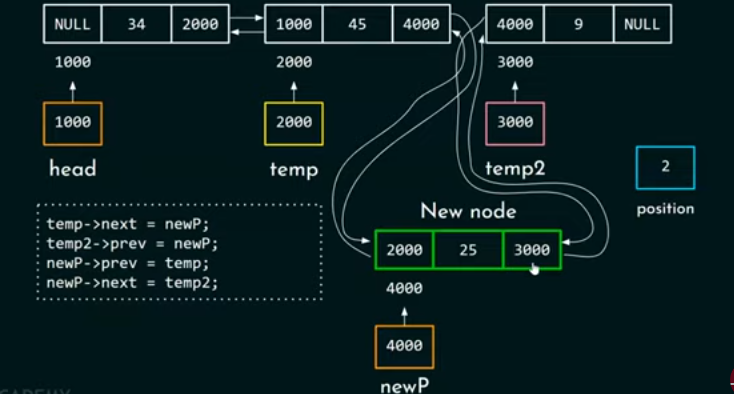 NULL 34 2000 1000 45 4000 4000 9 NULL
1000 2000 3000
1000 2000 3000
head temp temp2
2
position
New node
temp->next = newP;
temp2->prev = newP;
newP->prev = temp;
newP->next = temp2;
2000 25 3000
4000
4000
newP